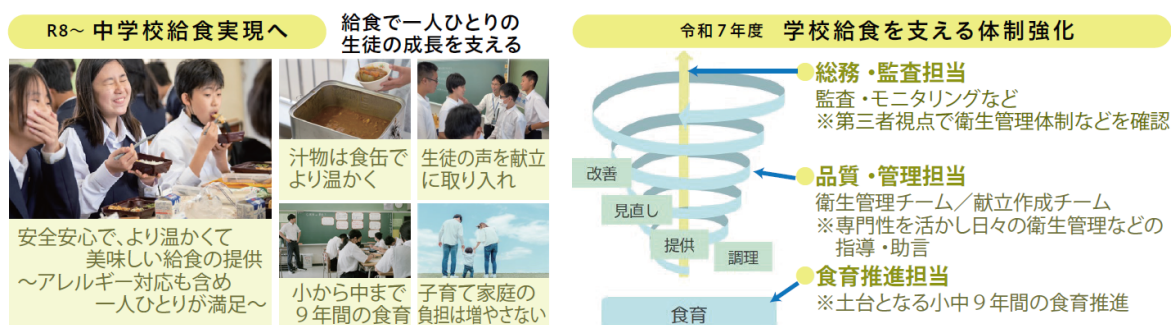 R8～ 中学校給食実現へ
給食で一人ひとりの
生徒の成長を支える
安全安心で、より温かくて
美味しい給食の提供
～アレルギー対応も含め
一人ひとりが満足～
汁物は食缶で
より温かく
生徒の声を献立
に取り入れ
小から中まで
９年間の食育
子育て家庭の
負担は増やさない
令和７年度 学校給食を支える体制強化
改善
見直し
提供
調理
食育
総務・監査担当
監査・モニタリングなど
※第三者視点で衛生管理体制などを確認
品質・管理担当
衛生管理チーム／献立作成チーム
※専門性を活かし日々の衛生管理などの
指導・助言
食育推進担当
※土台となる小中９年間の食育推進